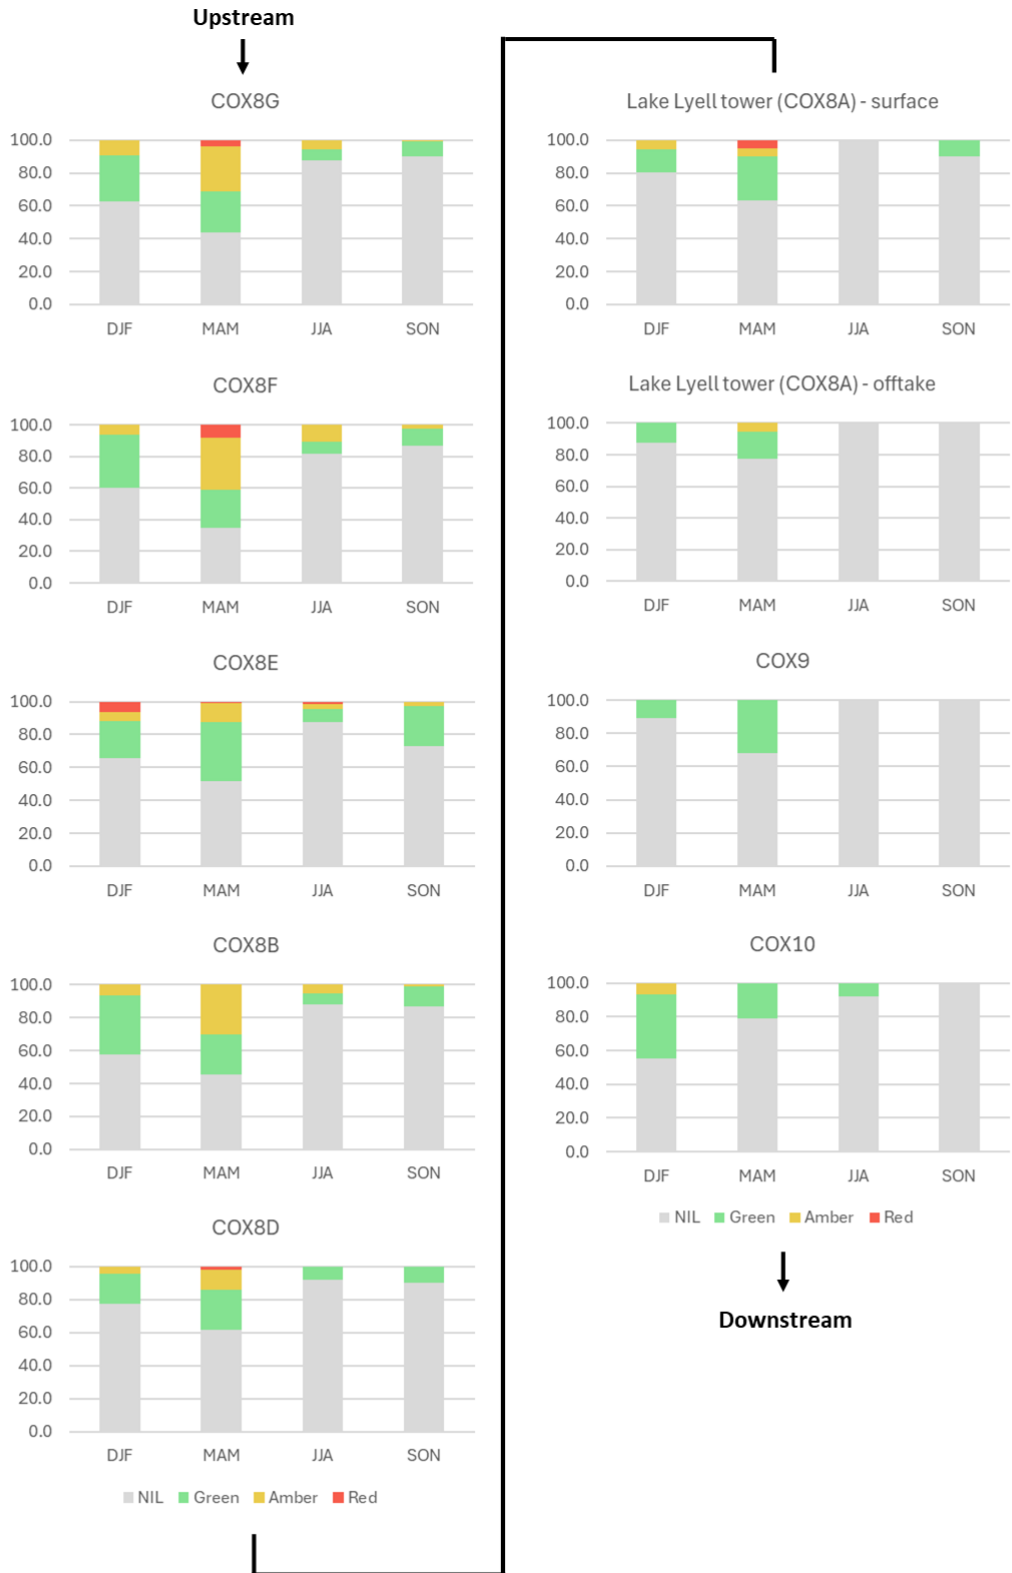 Upstream
COX8G
100.0
80.0
60.0
40.0
20.0
0.0
DJF MAM JJA SON
COX8F
100.0
80.0
60.0
40.0
20.0
0.0
DJF MAM JJA SON
COX8E
100.0
80.0
60.0
40.0
20.0
0.0
DJF MAM JJA SON
COX8B
100.0
80.0
60.0
40.0
20.0
0.0
DJF MAM JJA SON
COX8D
100.0
80.0
60.0
40.0
20.0
0.0
DJF MAM JJA SON
NIL Green Amber Red
Lake Lyell tower (COX8A) - surface
100.0
80.0
60.0
40.0
20.0
0.0
DJF MAM JJA SON
Lake Lyell tower (COX8A) - offtake
100.0
80.0
60.0
40.0
20.0
0.0
DJF MAM JJA SON
COX9
100.0
80.0
60.0
40.0
20.0
0.0
DJF MAM JJA SON
COX10
100.0
80.0
60.0
40.0
20.0
0.0
DJF MAM JJA SON
NIL Green Amber Red
Downstream